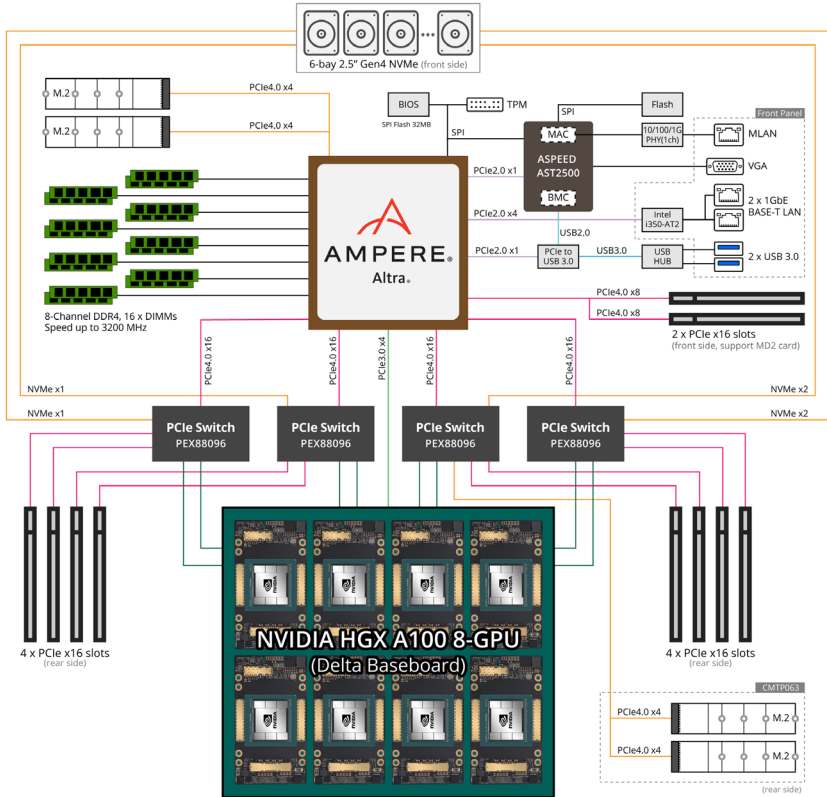 6-bay 2.5" Gen4 NVMe (front side)
M.2
PCIe4.0 x4
M.2
PCIe4.0 x4
BIOS
SPI Flash 32MB
TPM
SPI
SPI
Flash
Front Panel
MAC
ASPEED
AST2500
BMC
10/100/1G
PHY(1ch)
MLAN
VGA
PCIe2.0 x1
PCIe2.0 x4
Intel
i350-AT2
2 x 1GbE
BASE-T LAN
USB2.0
PCIe2.0 x1
PCIe to
USB 3.0
USB3.0
USB
HUB
2 x USB 3.0
AMPERE®
Altra®
8-Channel DDR4, 16 x DIMMs
Speed up to 3200 MHz
PCIe4.0 x8
PCIe4.0 x8
2 x PCIe x16 slots
(front side, support MD2 card)
PCIe4.0 x16
PCIe4.0 x16
PCIe3.0 x4
PCIe4.0 x16
PCIe4.0 x16
NVMe x1
NVMe x1
NVMe x2
NVMe x2
PCIe Switch
PEX88096
PCIe Switch
PEX88096
PCIe Switch
PEX88096
PCIe Switch
PEX88096
NVIDIA
NVIDIA
NVIDIA
NVIDIA
NVIDIA HGX A100 8-GPU
(Delta Baseboard)
NVIDIA
NVIDIA
NVIDIA
NVIDIA
4 x PCIe x16 slots
(rear side)
4 x PCIe x16 slots
(rear side)
CMTP063
PCIe4.0 x4
M.2
PCIe4.0 x4
M.2
(rear side)